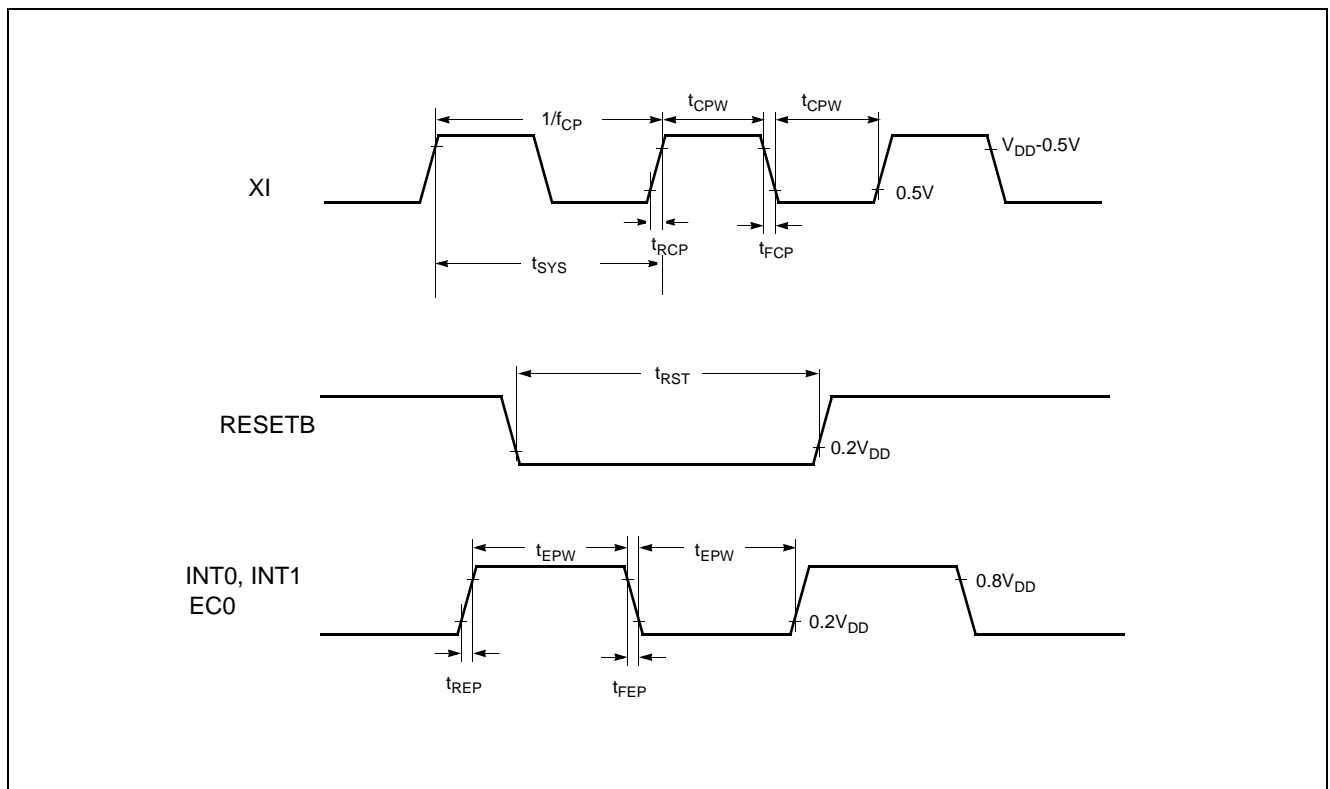 1/fCP
tCPW
tCPW
XI
VDD-0.5V
0.5V
tRCP
tFCP
tSYS
tRST
RESETB
0.2VDD
tEPW
tEPW
INT0, INT1
EC0
0.8VDD
0.2VDD
tREP
tFEP